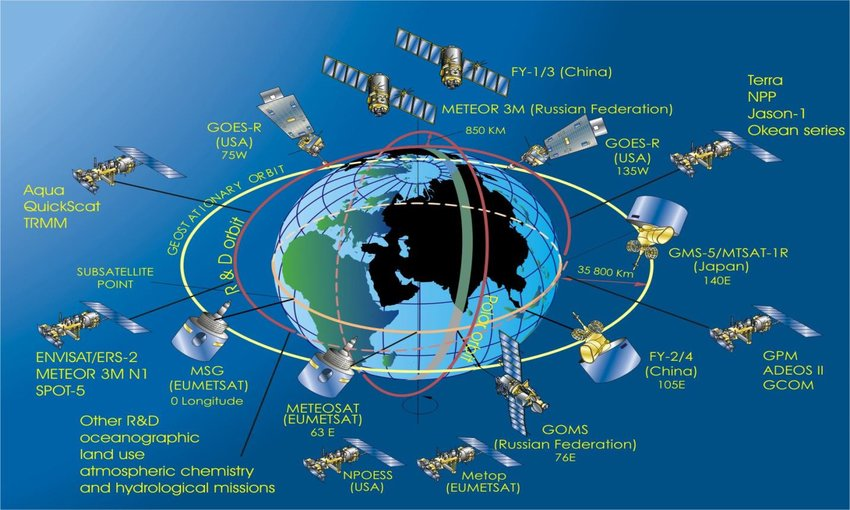 FY-1/3 (China)
METEOR 3M (Russian Federation)
850 KM
Terra
NPP
Jason-1
Okean series
GOES-R
(USA)
75W
GOES-R
(USA)
135W
Aqua
QuickScat
TRMM
GEOSTATIONARY ORBIT
R & D orbit
SUBSATELLITE
POINT
GMS-5/MTSAT-1R
(Japan)
140E
35 800 Km
Polar orbit
ENVISAT/ERS-2
METEOR 3M N1
SPOT-5
MSG
(EUMETSAT)
0 Longitude
METEOSAT
(EUMETSAT)
63 E
FY-2/4
(China)
105E
GPM
ADEOS II
GCOM
GOMS
(Russian Federation)
76E
Other R&D
oceanographic
land use
atmospheric chemistry
and hydrological missions
NPOESS
(USA)
Metop
(EUMETSAT)